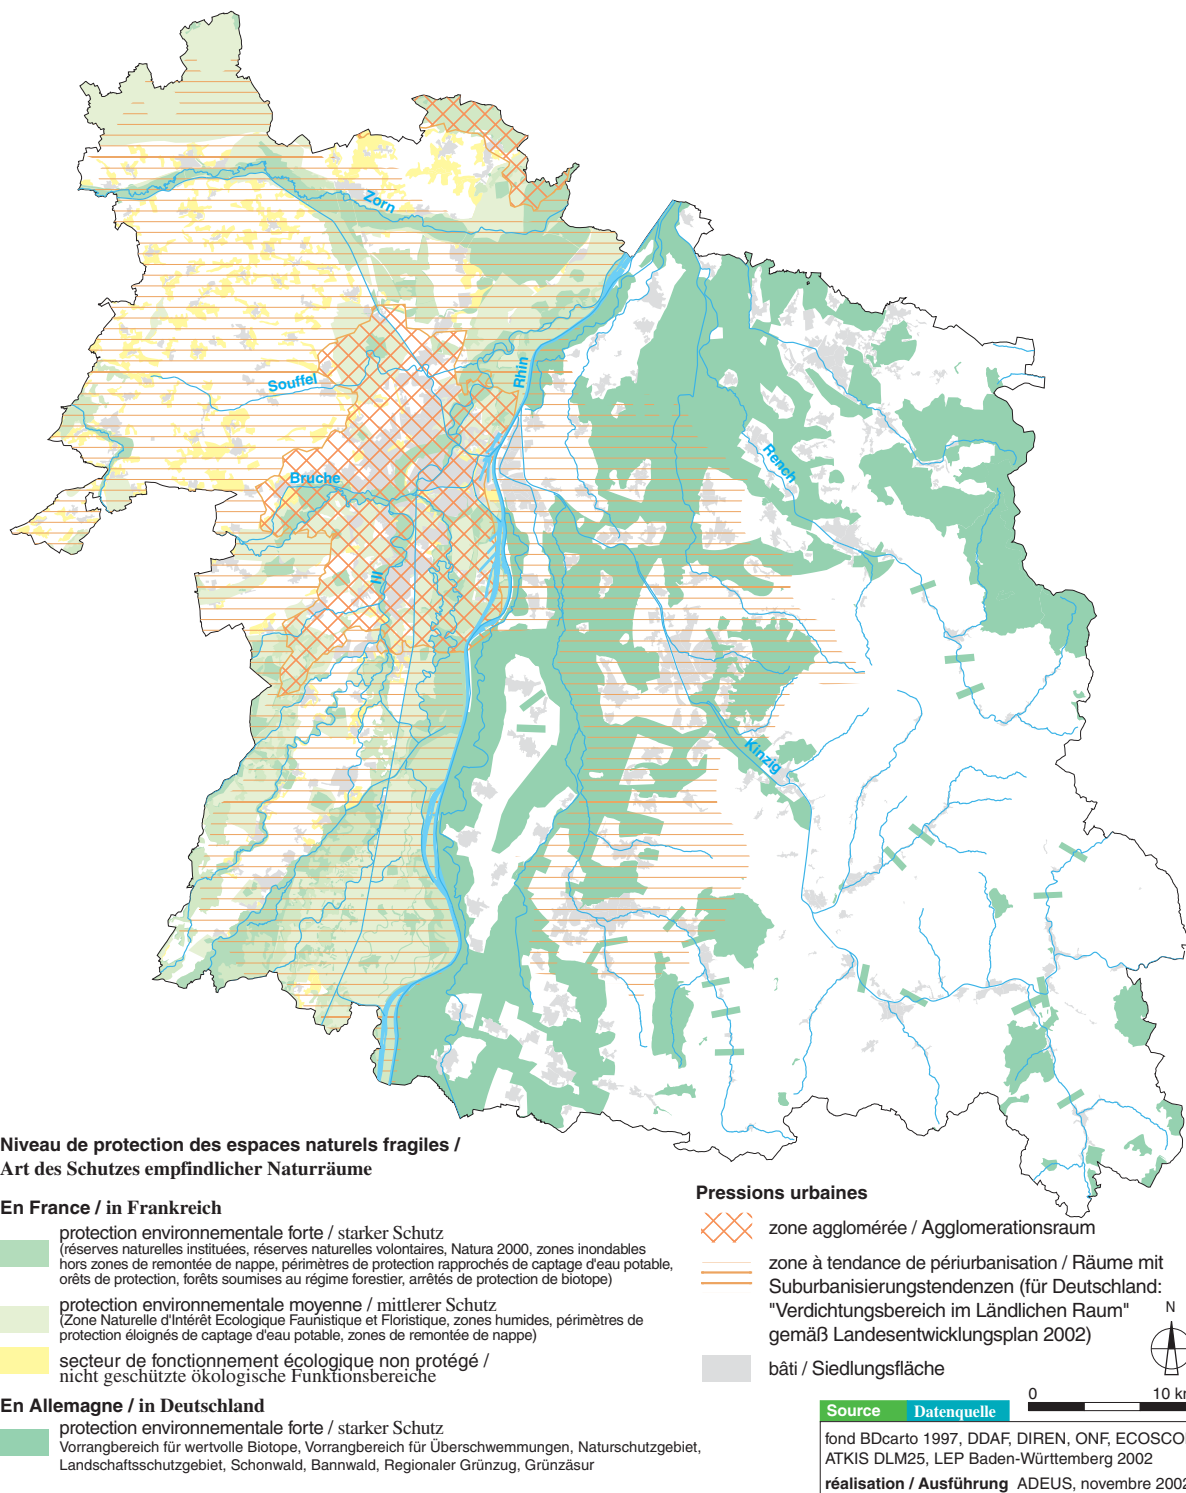 Zorn
Souffel
Rhin
Bruche
Rench
Ill
Kinzig
Niveau de protection des espaces naturels fragiles /
Art des Schutzes empfindlicher Naturräume
En France / in Frankreich
protection environnementale forte / starker Schutz
(réserves naturelles instituées, réserves naturelles volontaires, Natura 2000, zones inondables
hors zones de remontée de nappe, périmètres de protection rapprochés de captage d'eau potable,
orêts de protection, forêts soumises au régime forestier, arrêtés de protection de biotope)
protection environnementale moyenne / mittlerer Schutz
(Zone Naturelle d'Intérêt Ecologique Faunistique et Floristique, zones humides, périmètres de
protection éloignés de captage d'eau potable, zones de remontée de nappe)
secteur de fonctionnement écologique non protégé /
nicht geschützte ökologische Funktionsbereiche
En Allemagne / in Deutschland
protection environnementale forte / starker Schutz
Vorrangbereich für wertvolle Biotope, Vorrangbereich für Überschwemmungen, Naturschutzgebiet,
Landschaftsschutzgebiet, Schonwald, Bannwald, Regionaler Grünzug, Grünzäsur
Pressions urbaines
zone agglomérée / Agglomerationsraum
zone à tendance de périurbanisation / Räume mit
Suburbanisierungstendenzen (für Deutschland:
"Verdichtungsbereich im Ländlichen Raum"
gemäß Landesentwicklungsplan 2002)
N
bâti / Siedlungsfläche
0 10 km
Source Datenquelle
fond BDcarto 1997, DDAF, DIREN, ONF, ECOSCO
ATKIS DLM25, LEP Baden-Württemberg 2002
réalisation / Ausführung ADEUS, novembre 2002